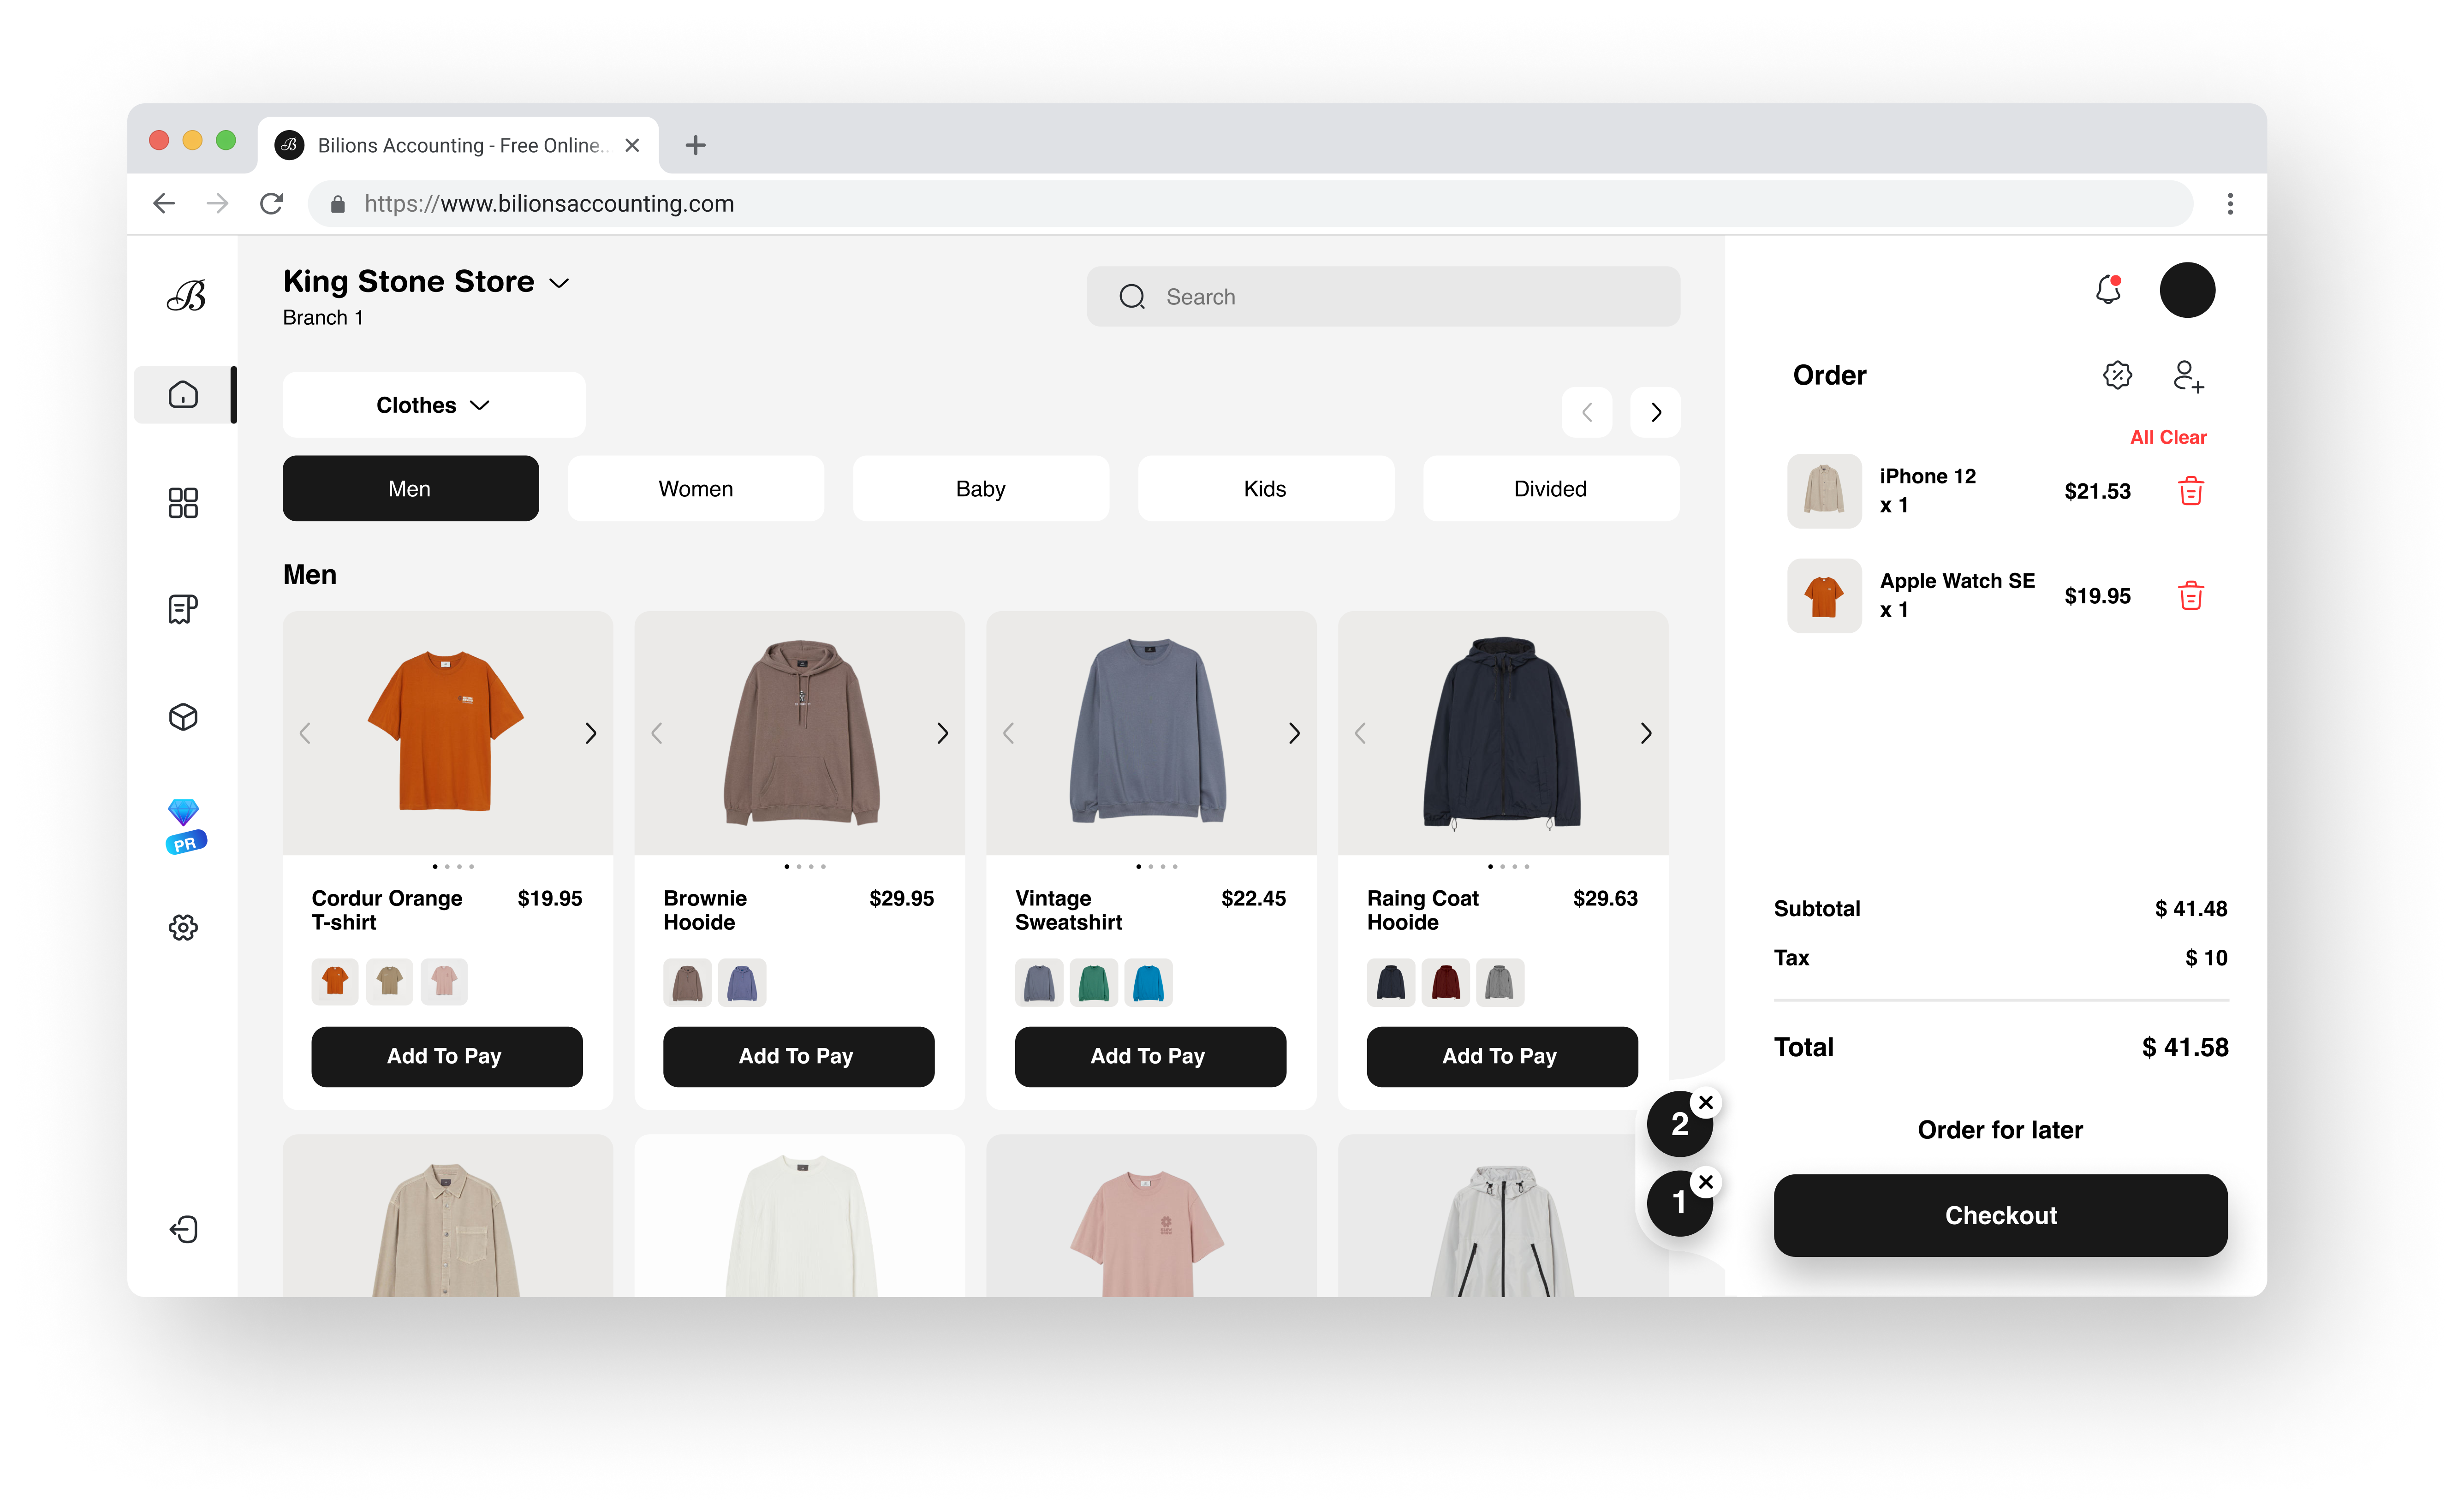 Bilions Accounting - Free Online..
https://www.bilionsaccounting.com
King Stone Store
Branch 1
Search
Clothes
Men
Women
Baby
Kids
Divided
Men
Cordur Orange
T-shirt
$19.95
Add To Pay
Brownie
Hooide
$29.95
Add To Pay
Vintage
Sweatshirt
$22.45
Add To Pay
Raing Coat
Hooide
$29.63
Add To Pay
PR
2
1
Order
All Clear
iPhone 12
x 1
$21.53
Apple Watch SE
x 1
$19.95
Subtotal
$ 41.48
Tax
$ 10
Total
$ 41.58
Order for later
Checkout